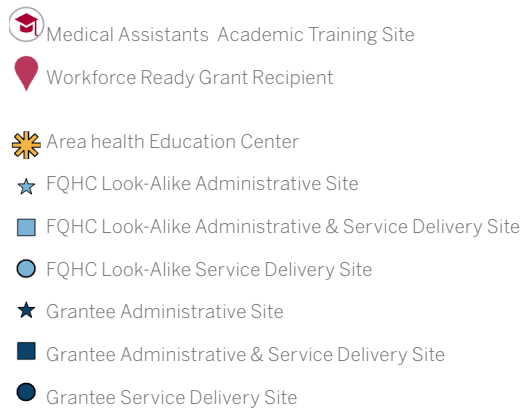 Medical Assistants Academic Training Site
Workforce Ready Grant Recipient
Area health Education Center
FQHC Look-Alike Administrative Site
FQHC Look-Alike Administrative & Service Delivery Site
FQHC Look-Alike Service Delivery Site
Grantee Administrative Site
Grantee Administrative & Service Delivery Site
Grantee Service Delivery Site